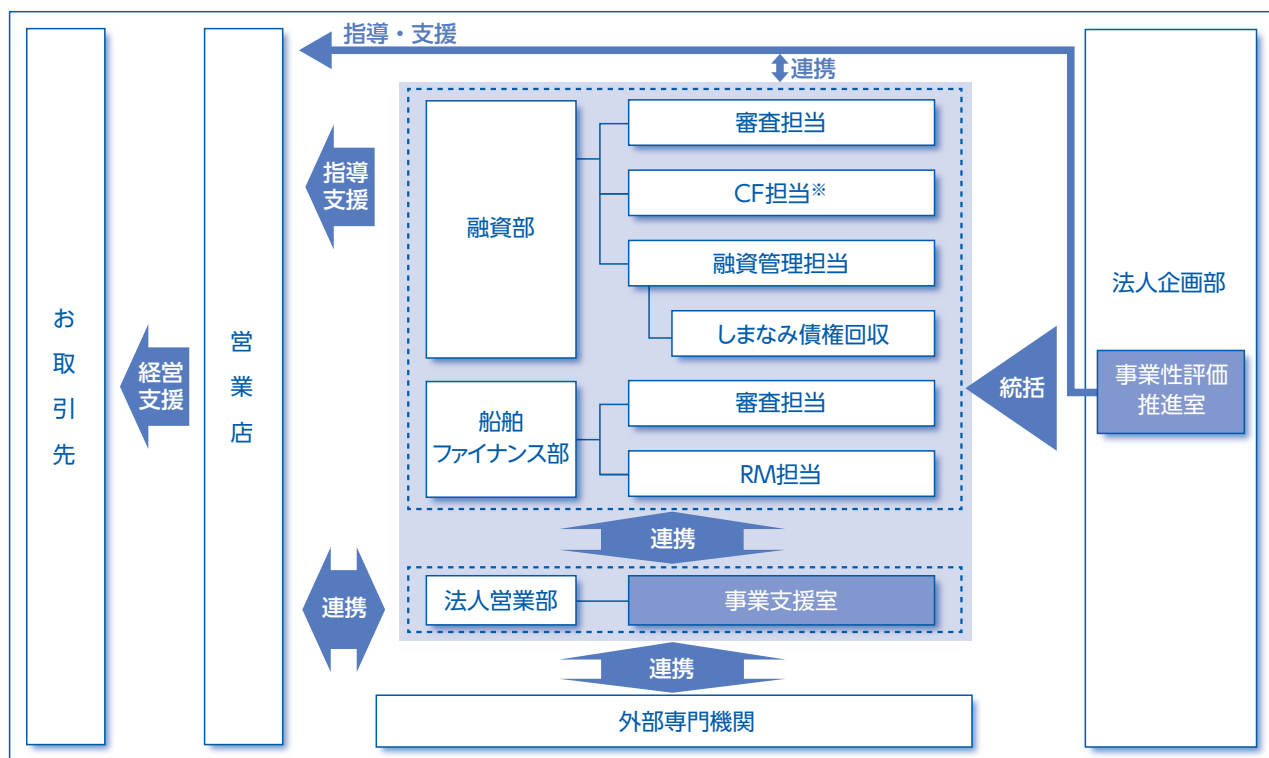 指導・支援
連携
お取引先
経営
支援
営業店
指導
支援
連携
融資部
審査担当
CF担当※
融資管理担当
しまなみ債権回収
船舶
ファイナンス部
審査担当
RM担当
連携
法人営業部
事業支援室
連携
外部専門機関
統括
法人企画部
事業性評価
推進室